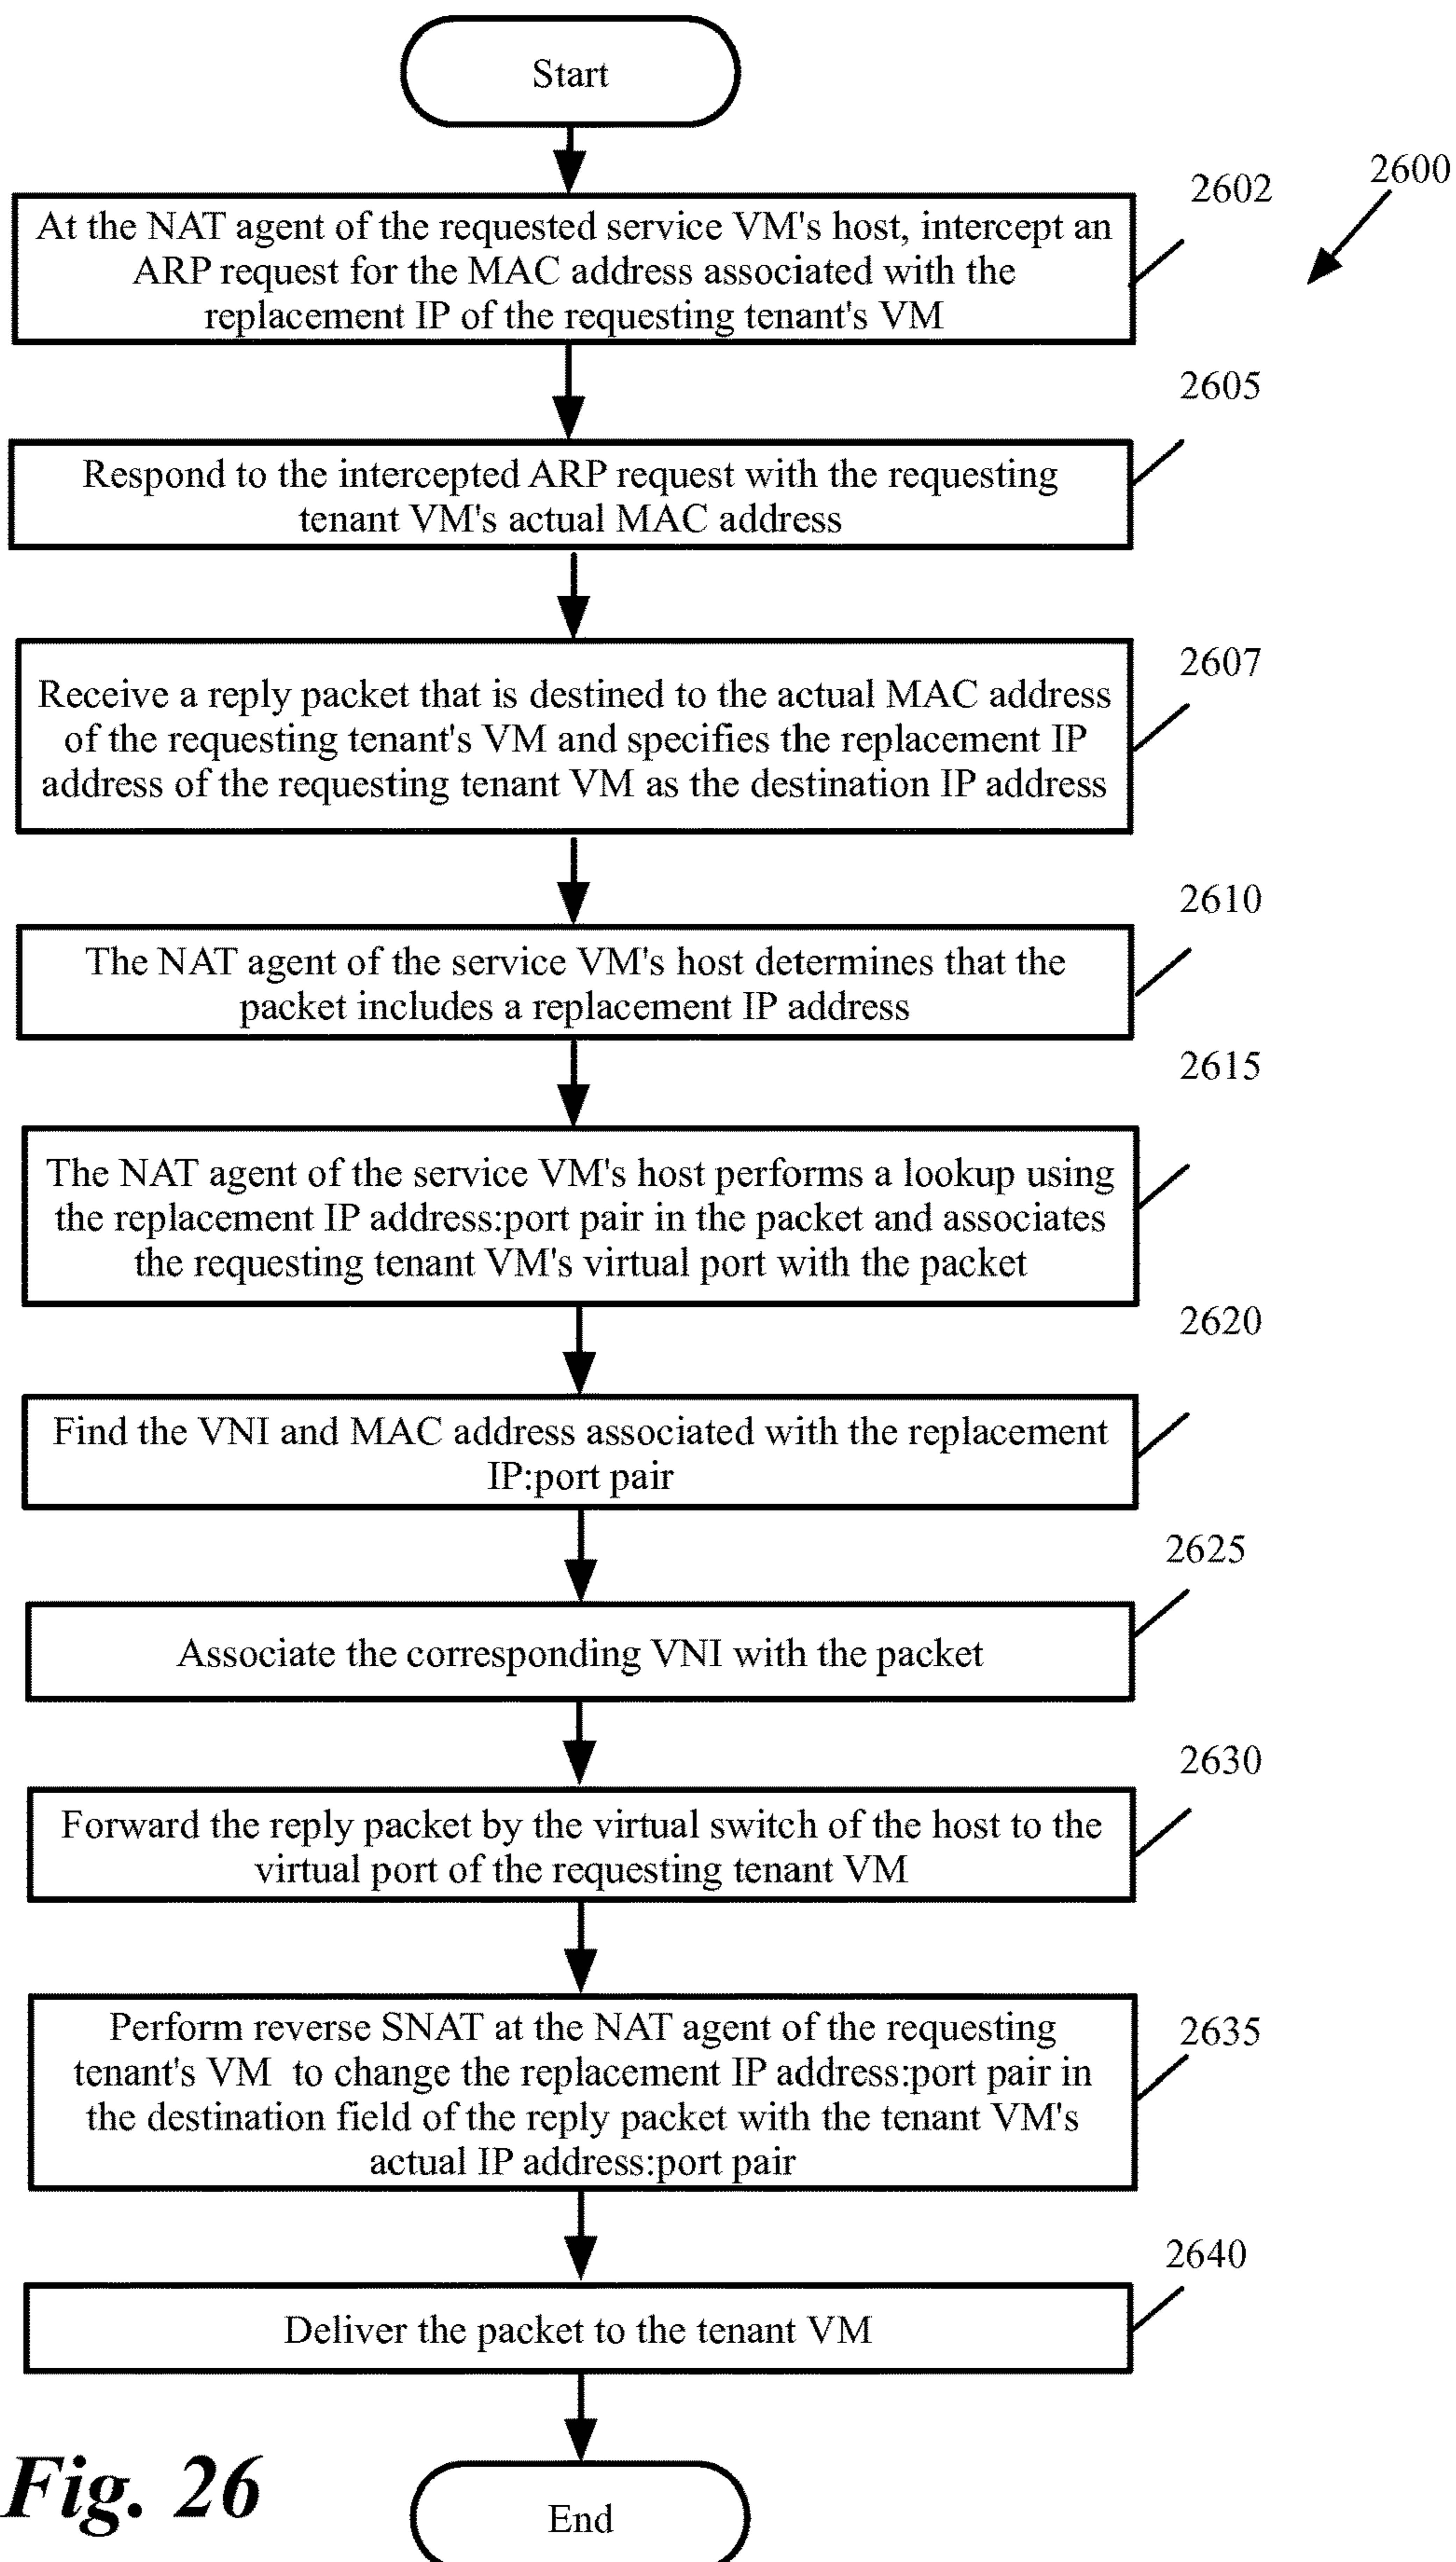 Start
2600
2602
At the NAT agent of the requested service VM's host, intercept an
ARP request for the MAC address associated with the
replacement IP of the requesting tenant's VM
2605
Respond to the intercepted ARP request with the requesting
tenant VM's actual MAC address
2607
Receive a reply packet that is destined to the actual MAC address
of the requesting tenant's VM and specifies the replacement IP
address of the requesting tenant VM as the destination IP address
2610
The NAT agent of the service VM's host determines that the
packet includes a replacement IP address
2615
The NAT agent of the service VM's host performs a lookup using
the replacement IP address:port pair in the packet and associates
the requesting tenant VM's virtual port with the packet
2620
Find the VNI and MAC address associated with the replacement
IP:port pair
2625
Associate the corresponding VNI with the packet
2630
Forward the reply packet by the virtual switch of the host to the
virtual port of the requesting tenant VM
2635
Perform reverse SNAT at the NAT agent of the requesting
tenant's VM to change the replacement IP address:port pair in
the destination field of the reply packet with the tenant VM's
actual IP address:port pair
2640
Deliver the packet to the tenant VM
Fig. 26
End